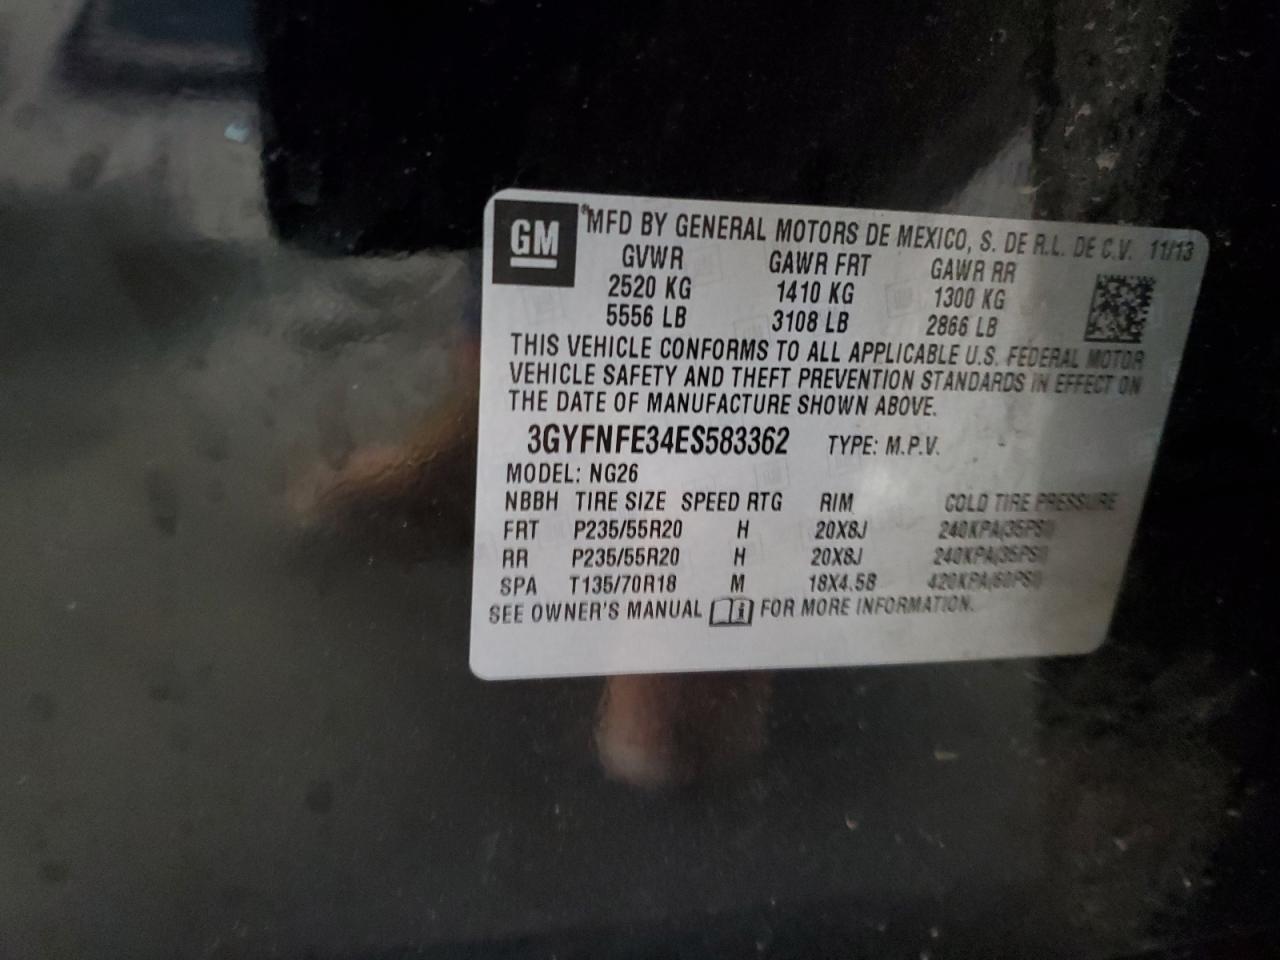 GM
®MFD BY GENERAL MOTORS DE MEXICO, S. DE R.L. DE C.V. 11/13
GVWR GAWR FRT GAWR RR
2520 KG 1410 KG 1300 KG
5556 LB 3108 LB 2866 LB
THIS VEHICLE CONFORMS TO ALL APPLICABLE U.S. FEDERAL MOTOR
VEHICLE SAFETY AND THEFT PREVENTION STANDARDS IN EFFECT ON
THE DATE OF MANUFACTURE SHOWN ABOVE.
3GYFNFE34ES583362 TYPE: M.P.V.
MODEL: NG26
NBBH TIRE SIZE SPEED RTG RIM COLD TIRE PRESSURE
FRT P235/55R20 H 20X8J 240KPA(35PSI)
RR P235/55R20 H 20X8J 240KPA(35PSI)
SPA T135/70R18 M 18X4.5B 420KPA(60PSI)
SEE OWNER'S MANUAL FOR MORE INFORMATION.